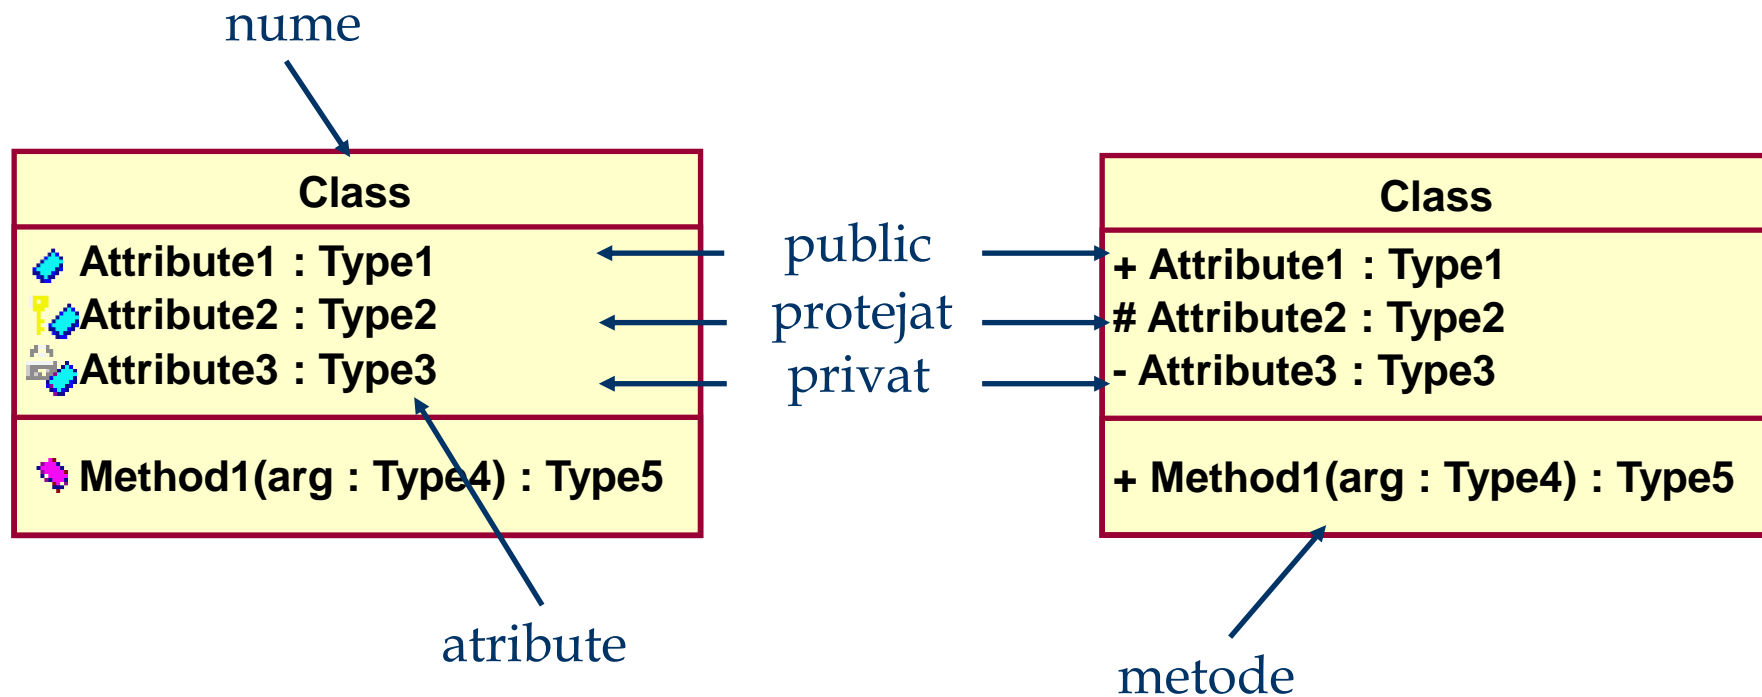 nume
Class
Attribute1 : Type1
Attribute2 : Type2
Attribute3 : Type3
Method1(arg : Type4) : Type5
public
protejat
privat
Class
+ Attribute1 : Type1
# Attribute2 : Type2
- Attribute3 : Type3
+ Method1(arg : Type4) : Type5
atribute
metode